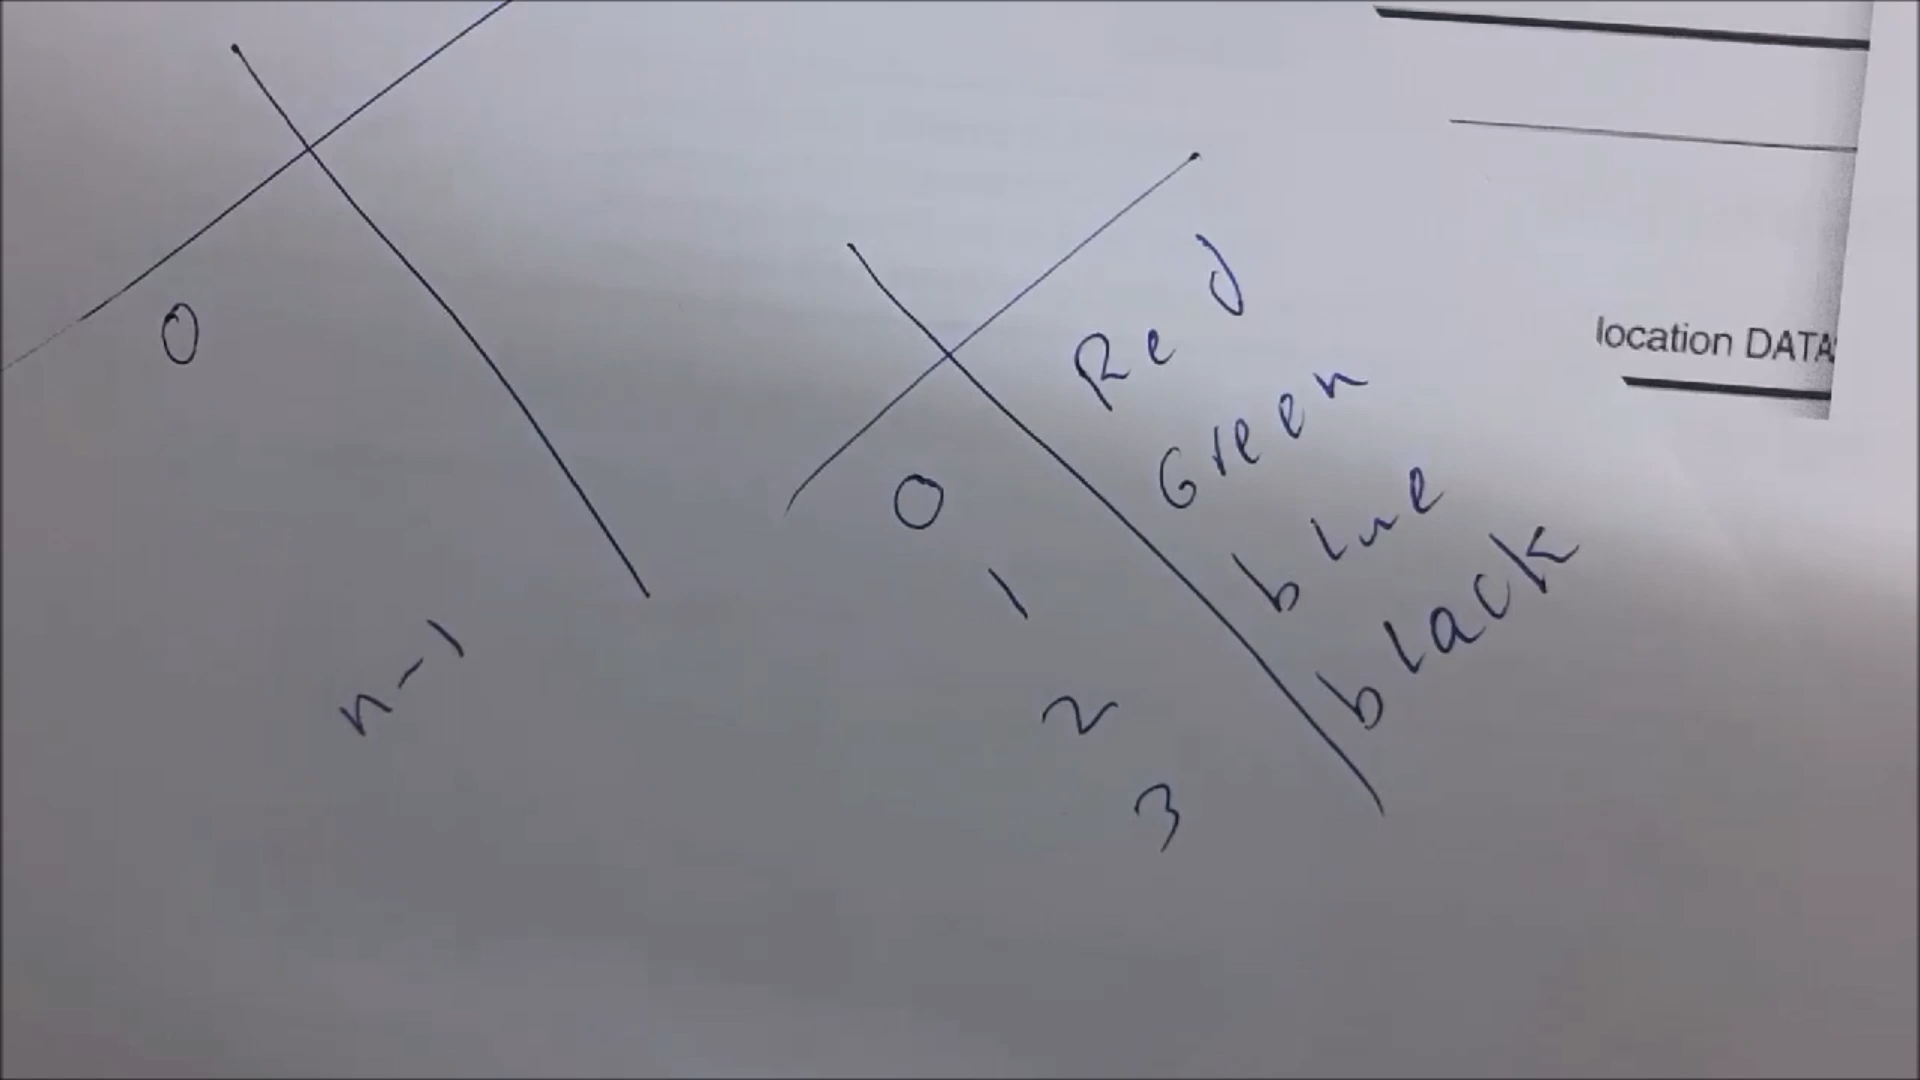 0
n-1
0 Red
1 Green
2 blue
3 black
location DATA